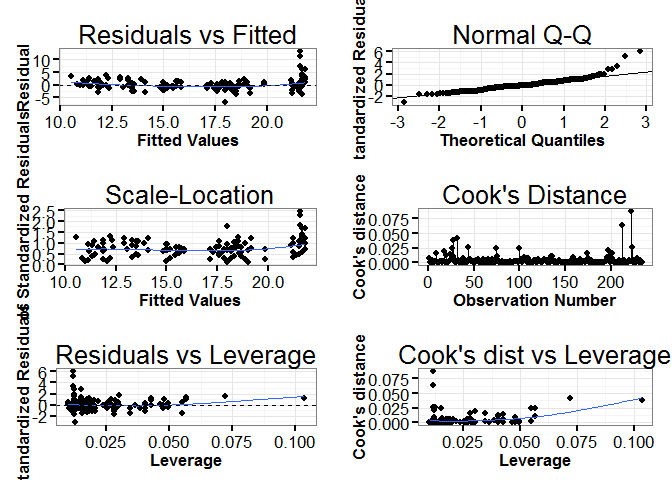 Residuals vs Fitted
Residual
10
5
0
-5
10.0 12.5 15.0 17.5 20.0
Fitted Values
Normal Q-Q
tandardized Residual
6
4
2
0
-2
-3 -2 -1 0 1 2 3
Theoretical Quantiles
Scale-Location
Standardized Residuals
2.5
2.0
1.5
1.0
0.5
0.0
10.0 12.5 15.0 17.5 20.0
Fitted Values
Cook's Distance
Cook's distance
0.075
0.050
0.025
0.000
0 50 100 150 200
Observation Number
Residuals vs Leverage
tandardized Residual
6
4
2
0
-2
0.025 0.050 0.075 0.100
Leverage
Cook's dist vs Leverage
Cook's distance
0.075
0.050
0.025
0.000
0.025 0.050 0.075 0.100
Leverage